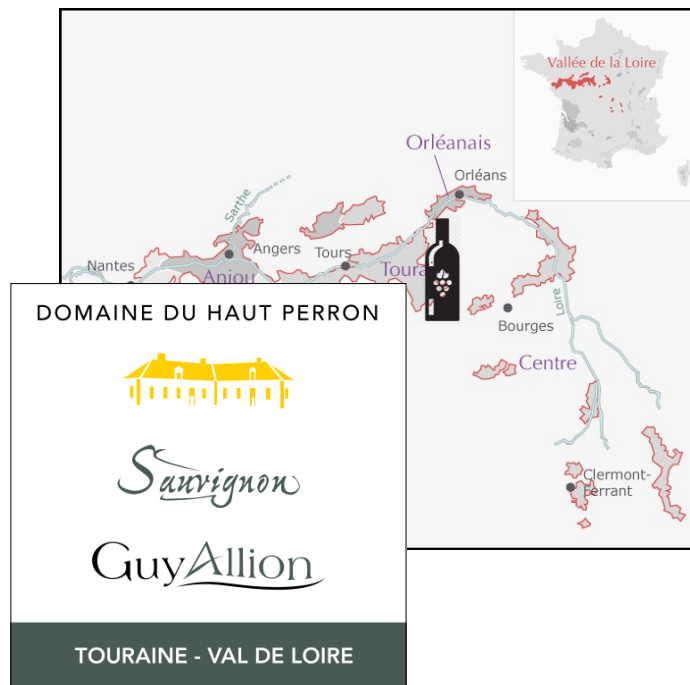 Vallée de la Loire
Orléanais
Orléans
Sarthe
Angers
Tours
Nantes
Anjou
Toura
Loire
Bourges
Centre
Clermont-
Ferrant
DOMAINE DU HAUT PERRON
Sauvignon
GuyAllion
TOURAINE - VAL DE LOIRE